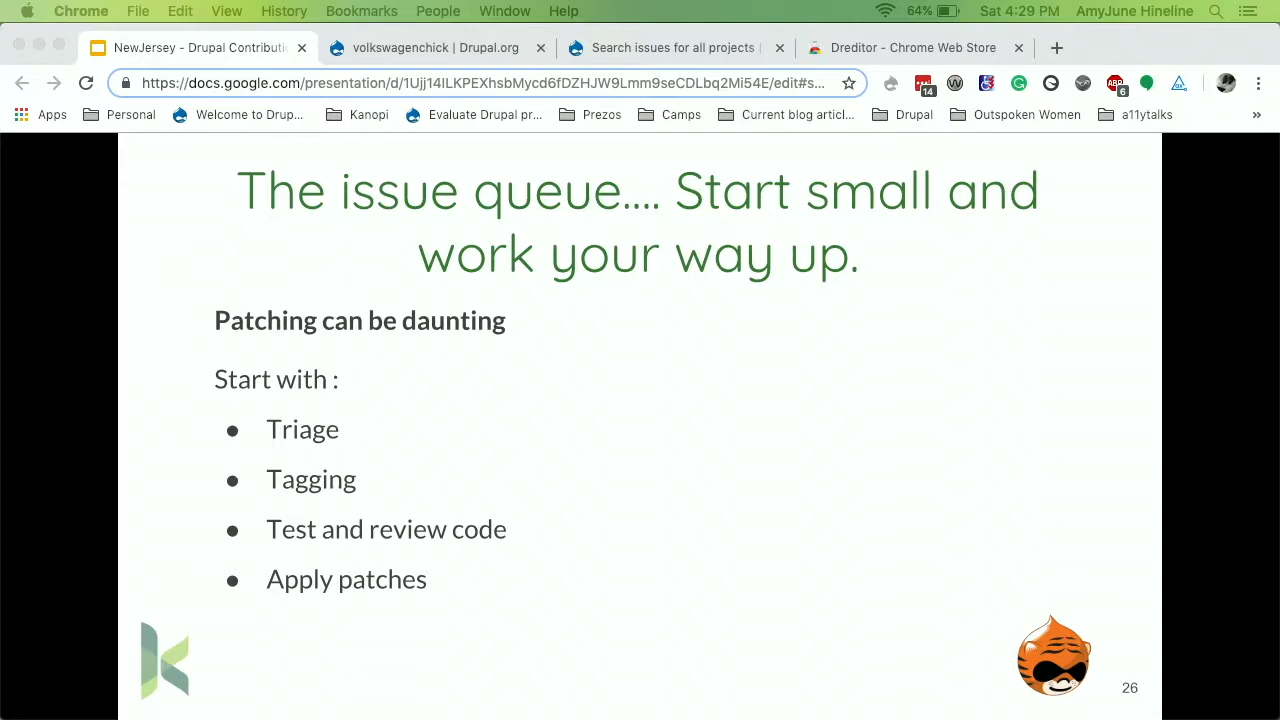 Chrome File Edit View History Bookmarks People Window Help 64% Sat 4:29 PM AmyJune Hineline
NewJersey - Drupal Contributi volkswagenchick | Drupal.org Search issues for all projects | Dreditor - Chrome Web Store
https://docs.google.com/presentation/d/1Ujj14lLKPEXhsbMycd6fDZHJW9Lmm9seCDLbq2Mi54E/edit#s... 14 ABP 6
Apps Personal Welcome to Drup... Kanopi Evaluate Drupal pr... Prezos Camps Current blog articl... Drupal Outspoken Women a11ytalks »
The issue queue.... Start small and
work your way up.
Patching can be daunting
Start with :
● Triage
● Tagging
● Test and review code
● Apply patches
26